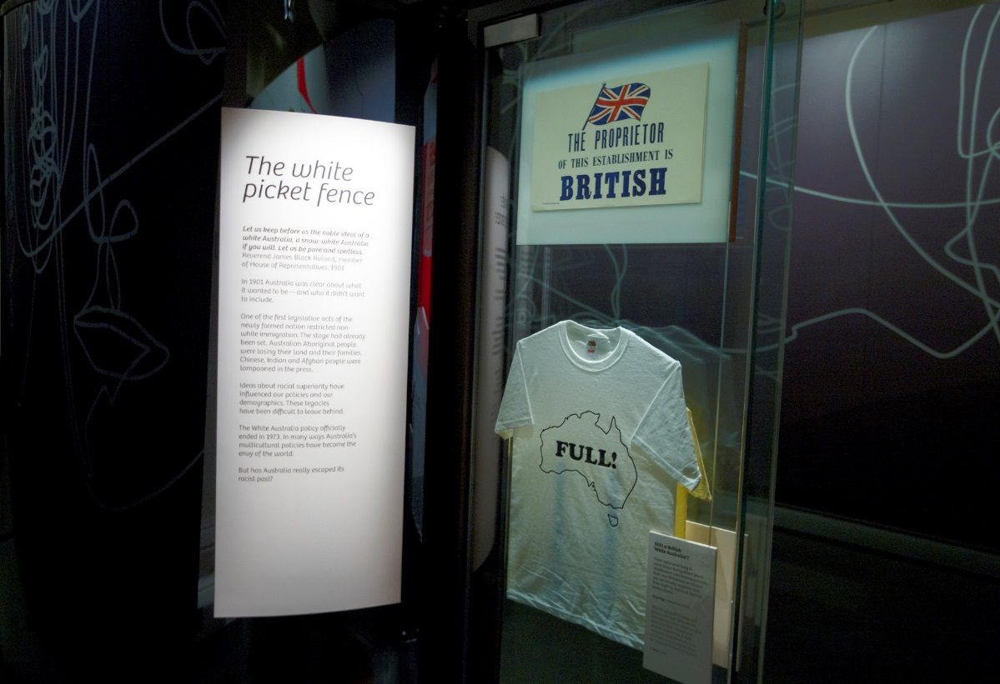 The white
picket fence
Let us keep before us the noble ideal of a
white Australia, a snow-white Australia
if you will. Let us be pure and spotless.
Reverend James Black Roland, member
of House of Representatives, 1901
In 1901 Australia was clear about what
it wanted to be—and who it didn't want
to include.
One of the first legislative acts of the
newly formed nation restricted non-
white immigration. The stage had already
been set. Australian Aboriginal people
were losing their land and their families.
Chinese, Indian and Afghan people were
lampooned in the press.
Ideas about racial superiority have
influenced our policies and our
demographics. These legacies
have been difficult to leave behind.
The White Australia policy officially
ended in 1973. In many ways Australia's
multicultural policies have become the
envy of the world.
But has Australia really escaped its
racist past?
THE PROPRIETOR
OF THIS ESTABLISHMENT IS
BRITISH
FULL!
Still a British
'White Australia'?